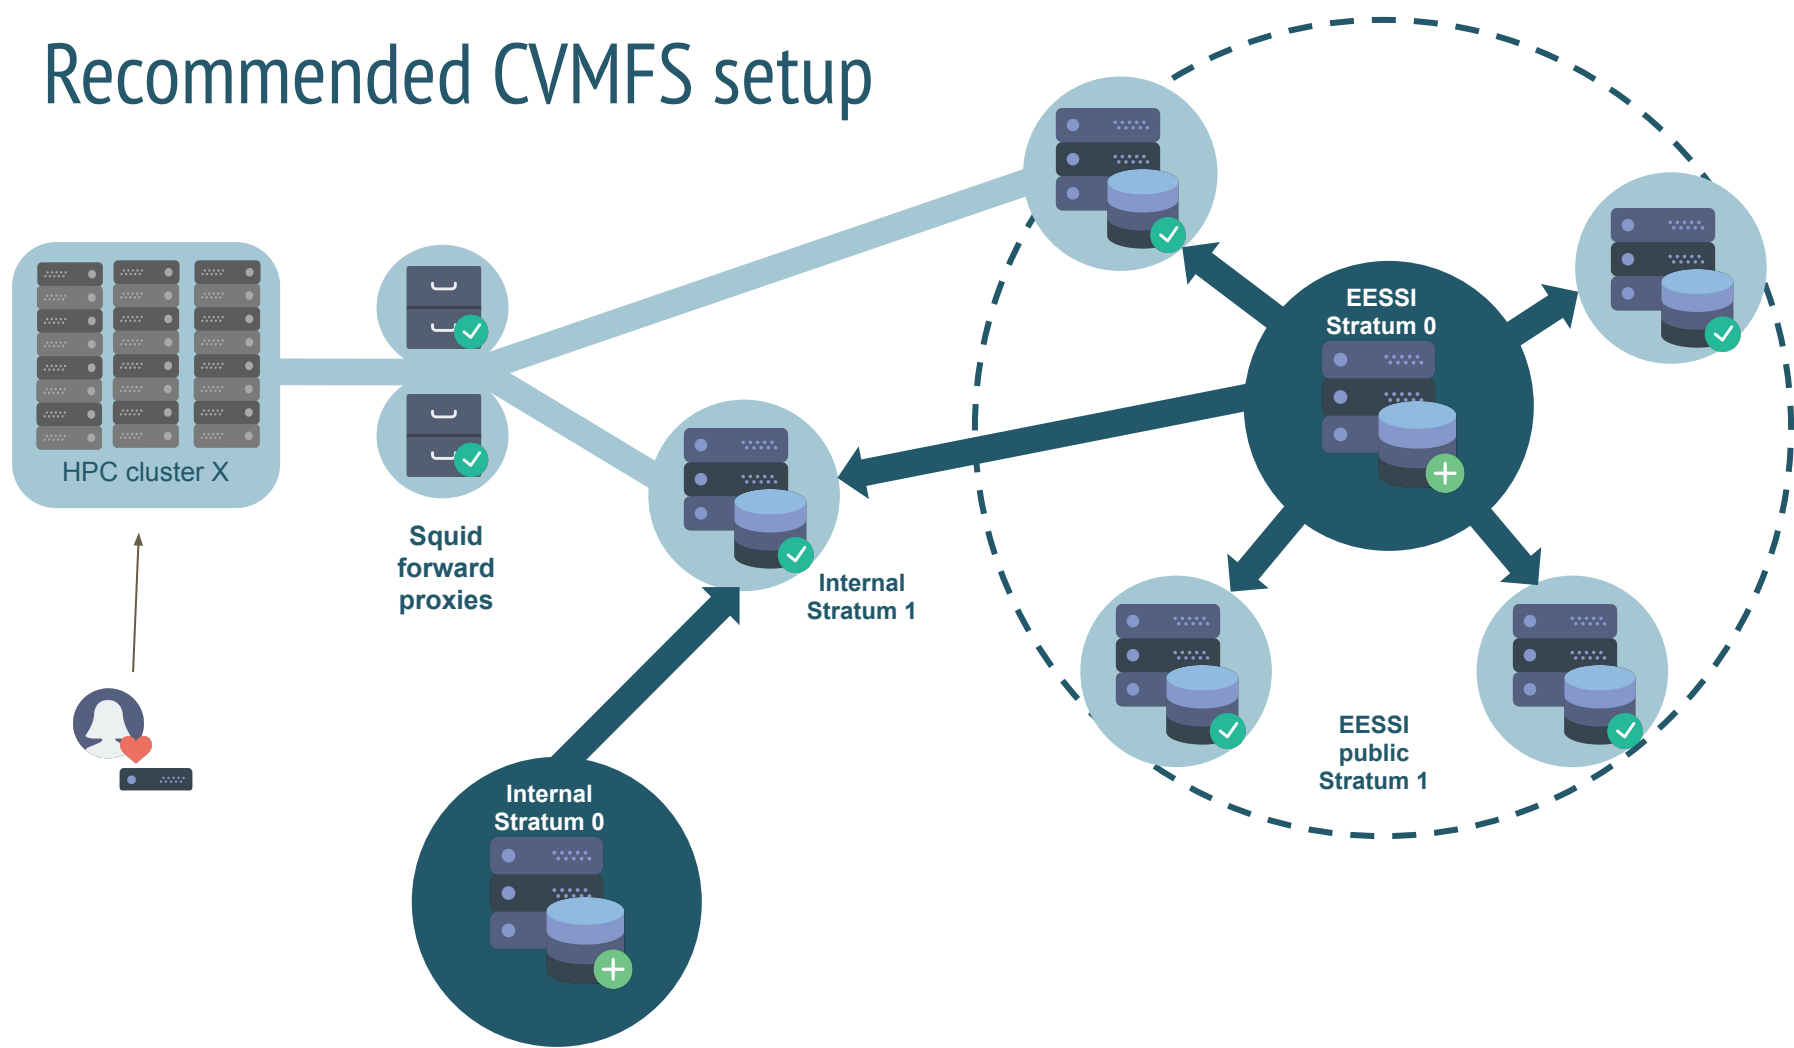 Recommended CVMFS setup
EESSI
Stratum 0
HPC cluster X
Squid
forward
proxies
Internal
Stratum 1
EESSI
public
Stratum 1
Internal
Stratum 0